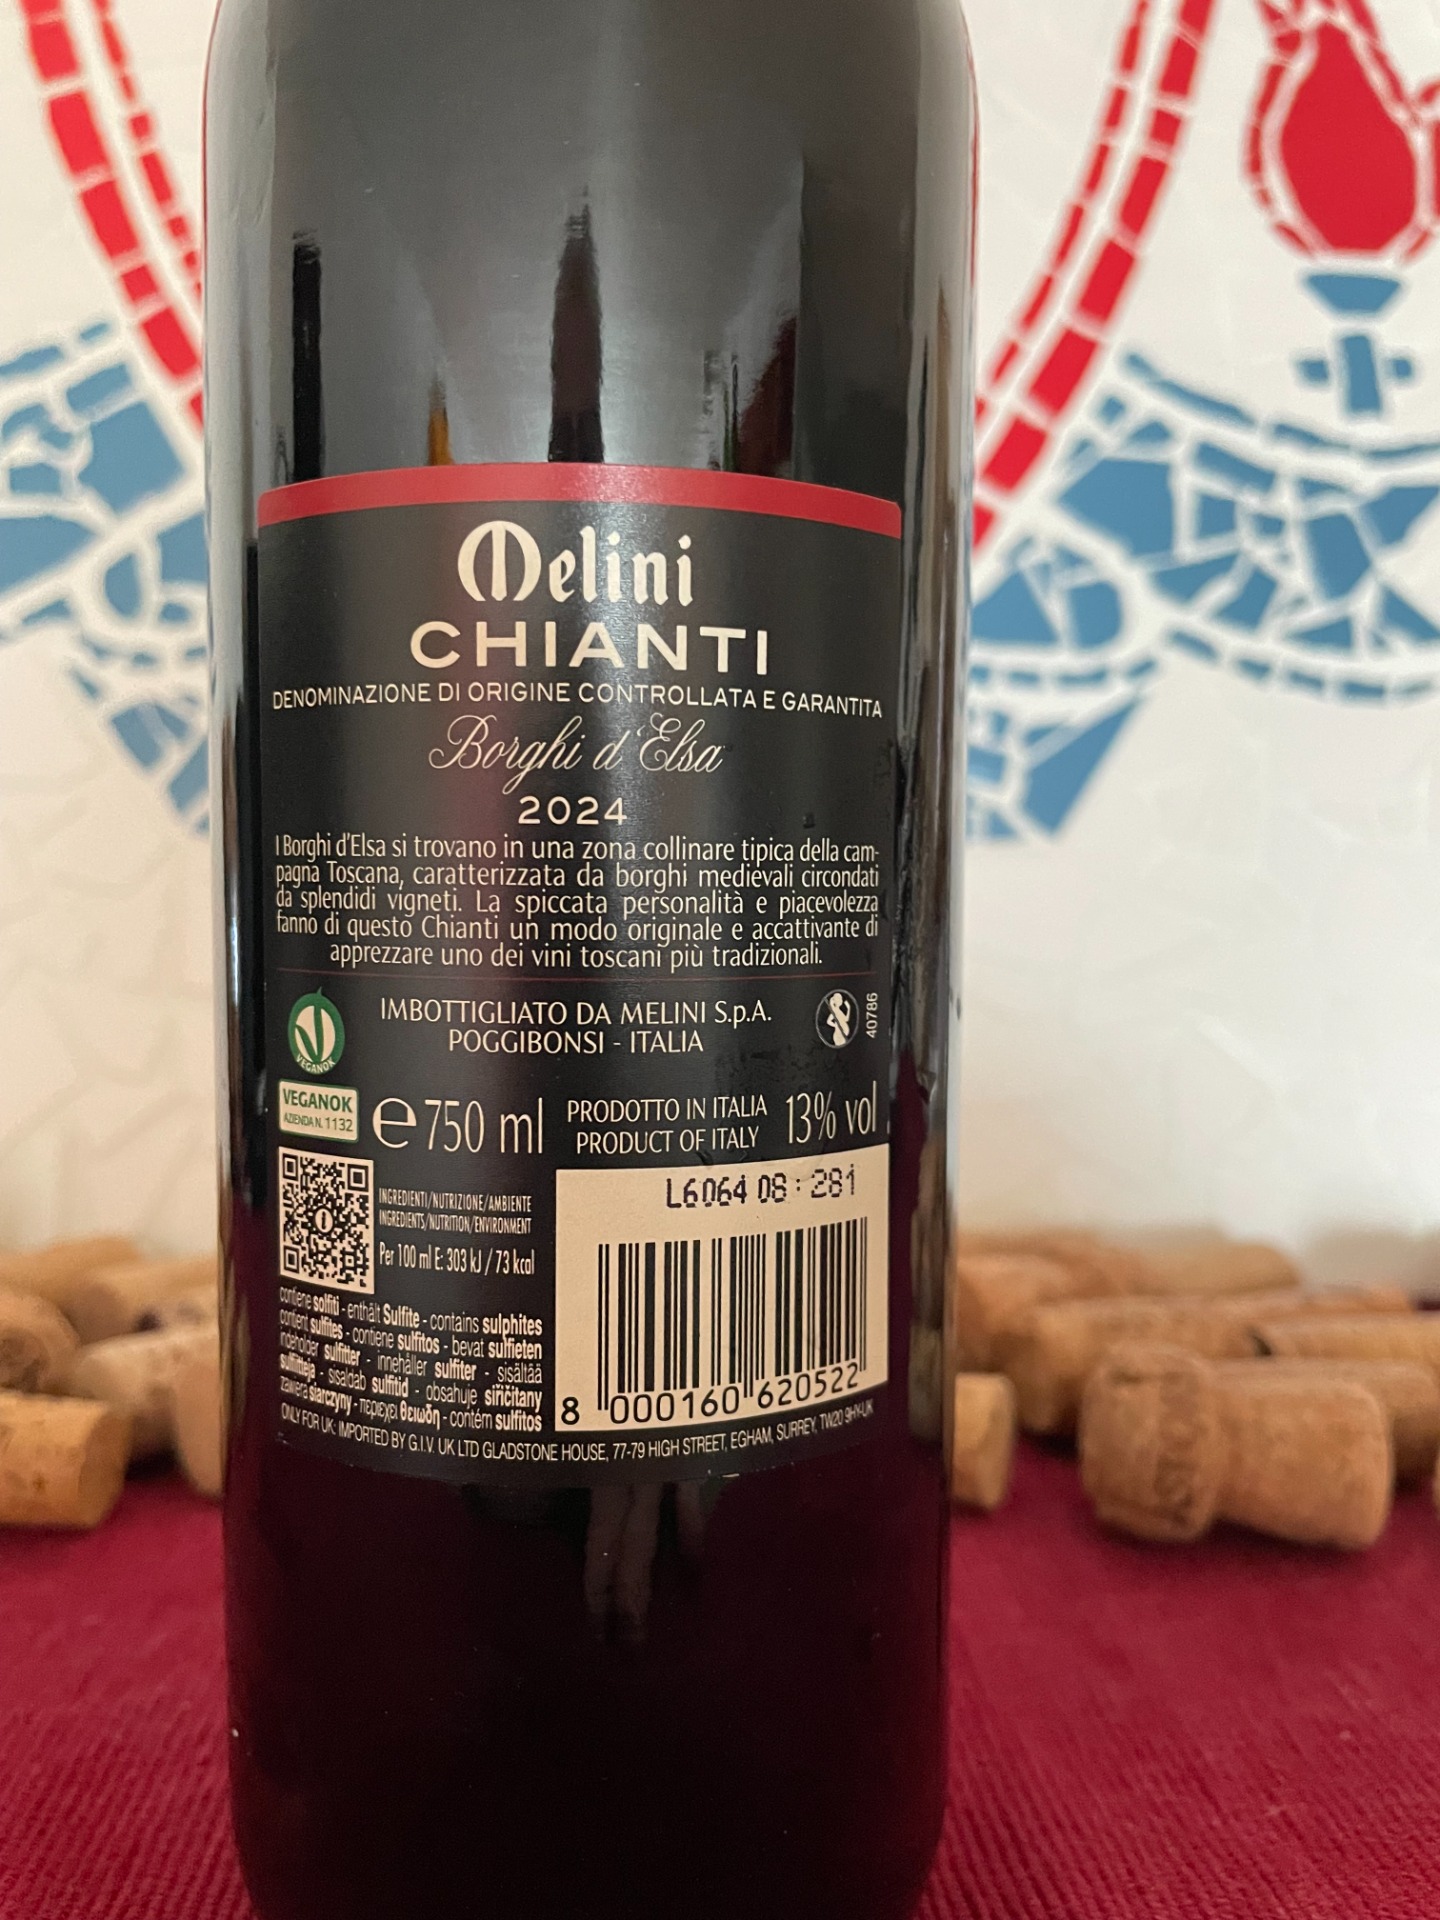 Melini
CHIANTI
DENOMINAZIONE DI ORIGINE CONTROLLATA E GARANTITA
Borghi d'Elsa
2024
I Borghi d'Elsa si trovano in una zona collinare tipica della cam-
pagna Toscana, caratterizzata da borghi medievali circondati
da splendidi vigneti. La spiccata personalità e piacevolezza
fanno di questo Chianti un modo originale e accattivante di
apprezzare uno dei vini toscani più tradizionali.
IMBOTTIGLIATO DA MELINI S.p.A.
POGGIBONSI - ITALIA
40786
VEGANOK
VEGANOK
AZIENDA N. 1132
e 750 ml
PRODOTTO IN ITALIA
PRODUCT OF ITALY
13% vol
L6064 08:281
INGREDIENTI/NUTRIZIONE/AMBIENTE
INGREDIENTS/NUTRITION/ENVIRONMENT
Per 100 ml E: 303 kJ / 73 kcal
contiene solfiti - enthält Sulfite - contains sulphites
contient sulfites - contiene sulfitos - bevat sulfieten
indeholder sulfitter - innehåller sulfiter - sisältää
sulfiitteja - sisaldab sulfitid - obsahuje siřičitany
zawiera siarczyny - περιέχει θειώδη - contém sulfitos
8 000160 620522
ONLY FOR UK: IMPORTED BY G.I.V. UK LTD GLADSTONE HOUSE, 77-79 HIGH STREET, EGHAM, SURREY, TW20 9HY-UK